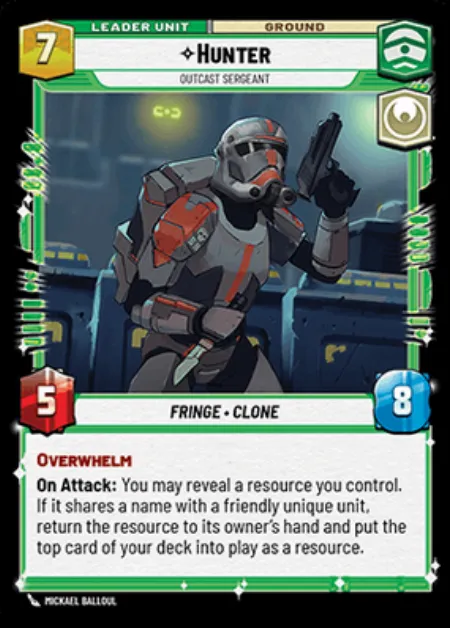 LEADER UNIT
GROUND
7
✧HUNTER
OUTCAST SERGEANT
5
FRINGE • CLONE
8
OVERWHELM
On Attack: You may reveal a resource you control.
If it shares a name with a friendly unique unit,
return the resource to its owner's hand and put the
top card of your deck into play as a resource.
MICKAEL BALLOUL